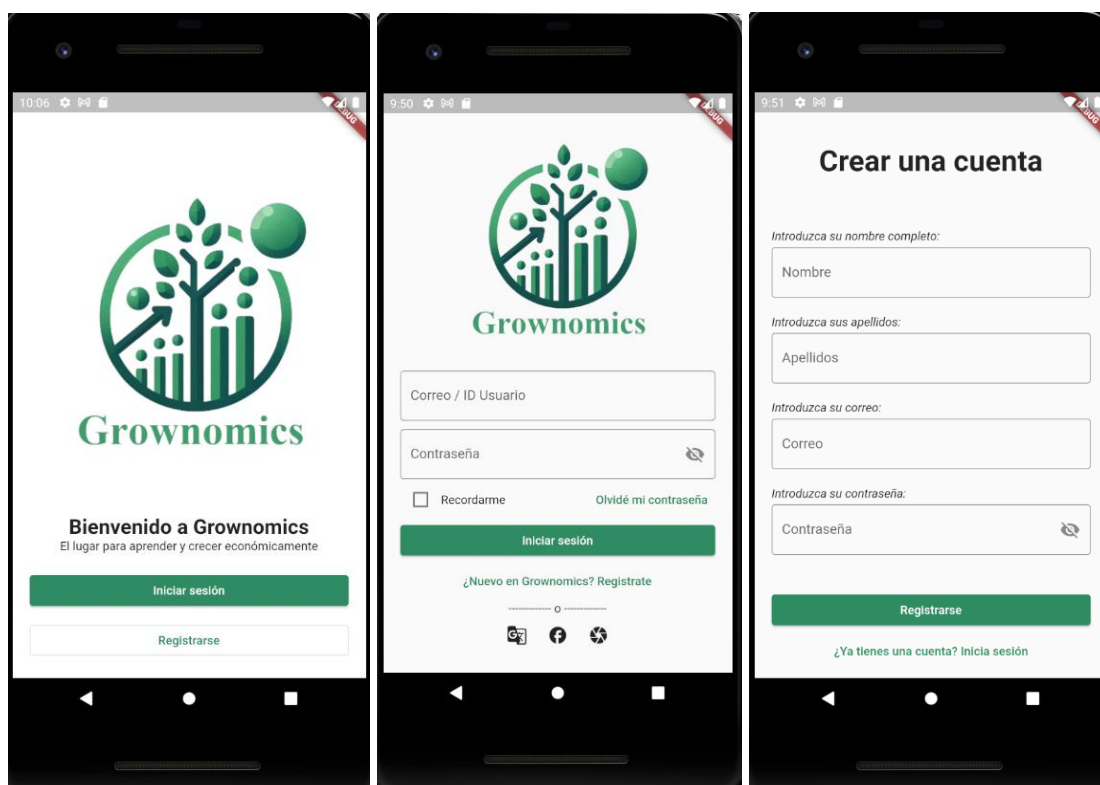 10:06
DEBUG
Grownomics
Bienvenido a Grownomics
El lugar para aprender y crecer económicamente
Iniciar sesión
Registrarse
9:50
DEBUG
Grownomics
Correo / ID Usuario
Contraseña
Recordarme
Olvidé mi contraseña
Iniciar sesión
¿Nuevo en Grownomics? Registrate
------------ o ------------
G
9:51
DEBUG
Crear una cuenta
Introduzca su nombre completo:
Nombre
Introduzca sus apellidos:
Apellidos
Introduzca su correo:
Correo
Introduzca su contraseña:
Contraseña
Registrarse
¿Ya tienes una cuenta? Inicia sesión